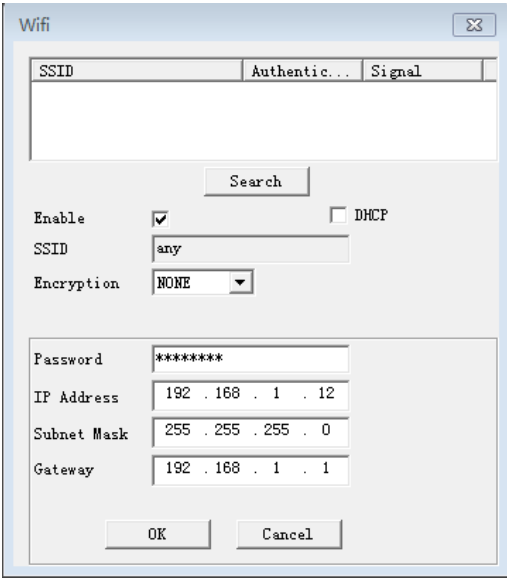 Wifi
SSID Authentic... Signal
Search
Enable DHCP
SSID any
Encryption NONE
Password ********
IP Address 192 . 168 . 1 . 12
Subnet Mask 255 . 255 . 255 . 0
Gateway 192 . 168 . 1 . 1
OK Cancel